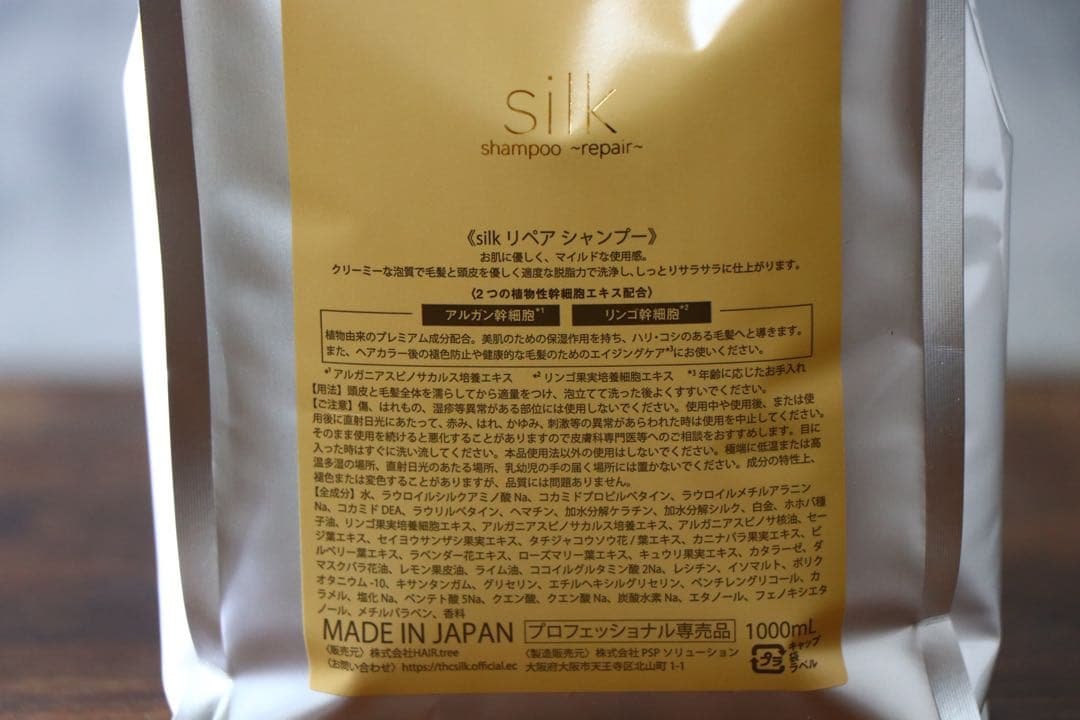 silk
shampoo ~repair~
《silk リペア シャンプー》
お肌に優しく、マイルドな使用感。
クリーミーな泡質で毛髪と頭皮を優しく適度な脱脂力で洗浄し、しっとりサラサラに仕上がります。
〈2つの植物性幹細胞エキス配合〉
アルガン幹細胞*1 リンゴ幹細胞*2
植物由来のプレミアム成分配合。美肌のための保湿作用を持ち、ハリ・コシのある毛髪へと導きます。
また、ヘアカラー後の褪色防止や健康的な毛髪のためのエイジングケア*3にお使いください。
*1 アルガニアスピノサカルス培養エキス *2 リンゴ果実培養細胞エキス *3 年齢に応じたお手入れ
【用法】頭皮と毛髪全体を濡らしてから適量をつけ、泡立てて洗った後よくすすいでください。
【ご注意】傷、はれもの、湿疹等異常がある部位には使用しないでください。使用中や使用後、または使
用後に直射日光にあたって、赤み、はれ、かゆみ、刺激等の異常があらわれた時は使用を中止してください。
そのまま使用を続けると悪化することがありますので皮膚科専門医等へのご相談をおすすめします。目に
入った時はすぐに洗い流してください。本品使用法以外の使用はしないでください。極端に低温または高
温多湿の場所、直射日光のあたる場所、乳幼児の手の届く場所には置かないでください。成分の特性上、
褪色または変色することがありますが、品質には問題ありません。
【全成分】水、ラウロイルシルクアミノ酸Na、コカミドプロピルベタイン、ラウロイルメチルアラニン
Na、コカミドDEA、ラウリルベタイン、ヘマチン、加水分解ケラチン、加水分解シルク、白金、ホホバ種
子油、リンゴ果実培養細胞エキス、アルガニアスピノサカルス培養エキス、アルガニアスピノサ核油、セー
ジ葉エキス、セイヨウサンザシ果実エキス、タチジャコウソウ花/葉エキス、カニナバラ果実エキス、ビ
ルベリー葉エキス、ラベンダー花エキス、ローズマリー葉エキス、キュウリ果実エキス、カタラーゼ、ダ
マスクバラ花油、レモン果皮油、ライム油、ココイルグルタミン酸2Na、レシチン、イソマルト、ポリク
オタニウム-10、キサンタンガム、グリセリン、エチルヘキシルグリセリン、ペンチレングリコール、カ
ラメル、塩化Na、ペンテト酸5Na、クエン酸、クエン酸Na、炭酸水素Na、エタノール、フェノキシエタ
ノール、メチルパラベン、香料
MADE IN JAPAN プロフェッショナル専売品 1000mL
〈販売元〉株式会社HAIR.tree 〈製造販売元〉株式会社 PSP ソリューション
〈お問い合わせ〉https://thcsilk.official.ec 大阪府大阪市天王寺区北山町 1-1
プラ
キャップ
袋
ラベル